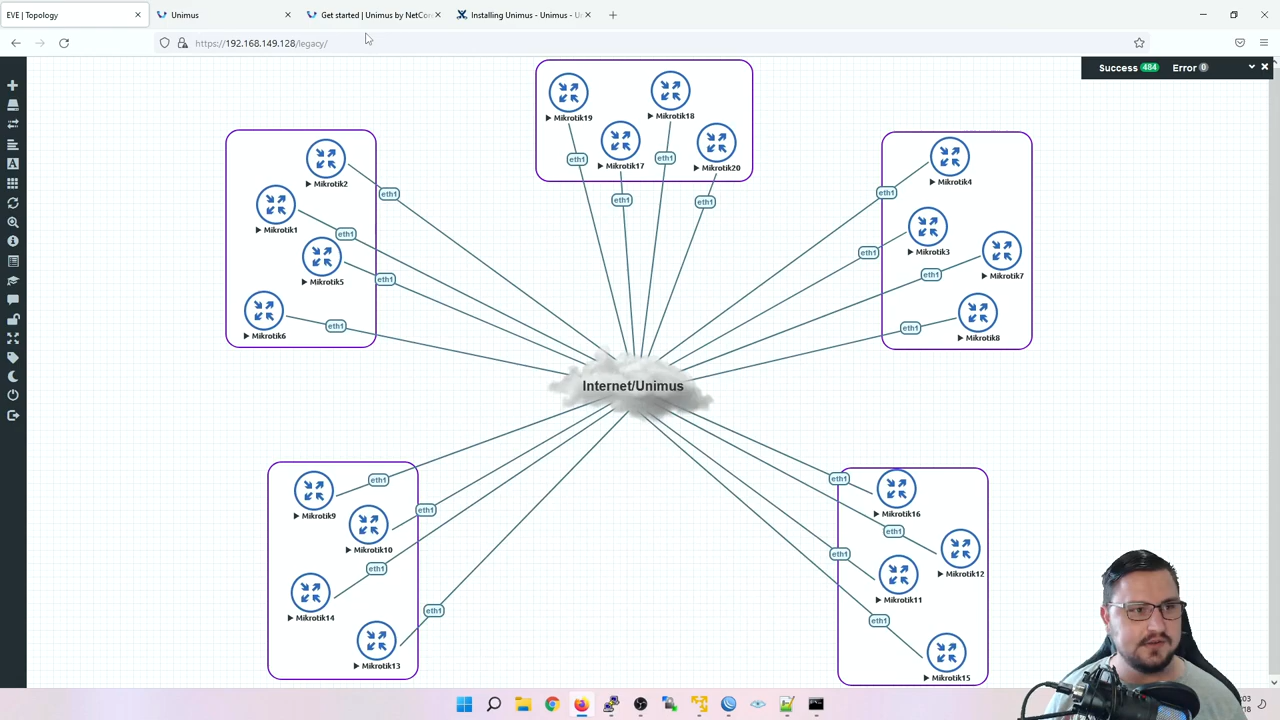 EVE | Topology
Unimus
Get started | Unimus by NetCor
Installing Unimus - Unimus - U
https://192.168.149.128/legacy/
Success 484 Error 0
Mikrotik19
Mikrotik18
Mikrotik17
Mikrotik20
eth1
eth1
eth1
eth1
Mikrotik2
Mikrotik1
Mikrotik5
Mikrotik6
eth1
eth1
eth1
eth1
Mikrotik4
Mikrotik3
Mikrotik7
Mikrotik8
eth1
eth1
eth1
eth1
Internet/Unimus
Mikrotik9
Mikrotik10
Mikrotik14
Mikrotik13
eth1
eth1
eth1
eth1
Mikrotik16
Mikrotik12
Mikrotik11
Mikrotik15
eth1
eth1
eth1
eth1
:03
18